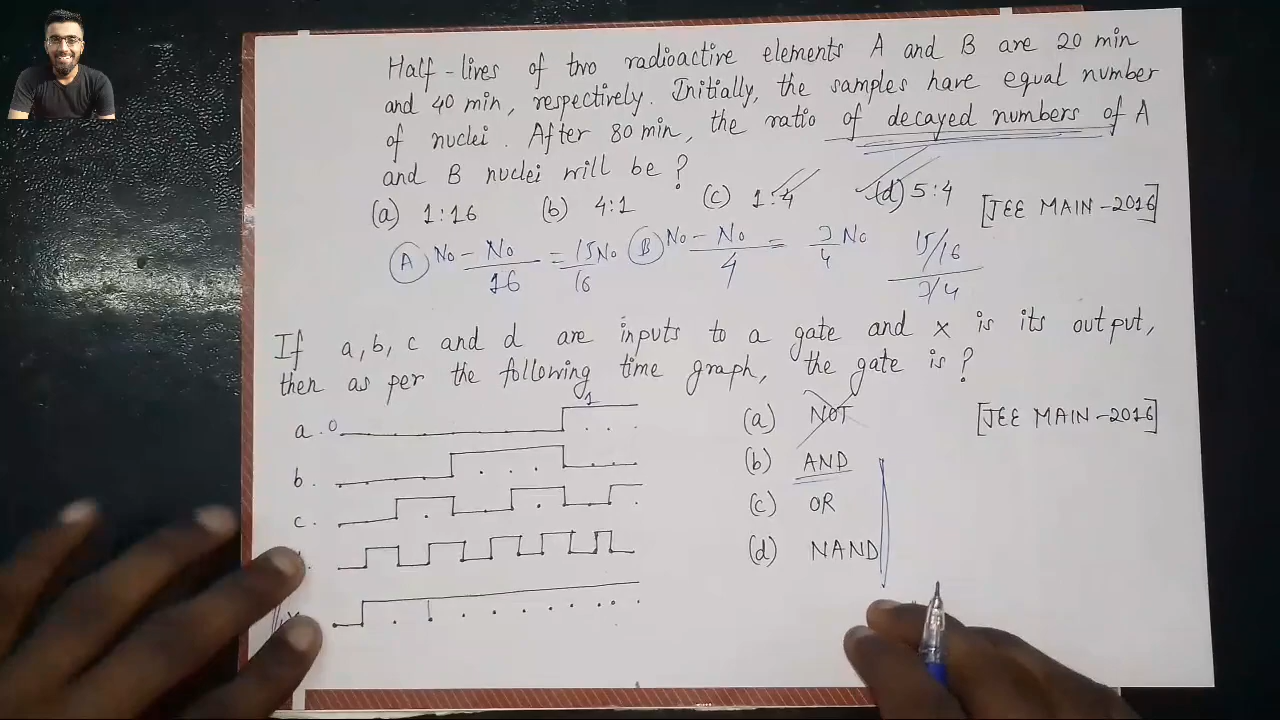 Half-lives of two radioactive elements A and B are 20 min
and 40 min, respectively. Initially, the samples have equal number
of nuclei. After 80 min, the ratio of decayed numbers of A
and B nuclei will be?
(a) 1:16 (b) 4:1 (c) 1:4 (d) 5:4 [JEE MAIN-2016]
A No - No/16 = 15No/16 B No - No/4 = 3/4 No 15/16 / 3/4
If a, b, c and d are inputs to a gate and x is its output,
then as per the following time graph, the gate is?
a. 0 1 (a) NOT [JEE MAIN-2016]
b. (b) AND
c. (c) OR
(d) NAND
x